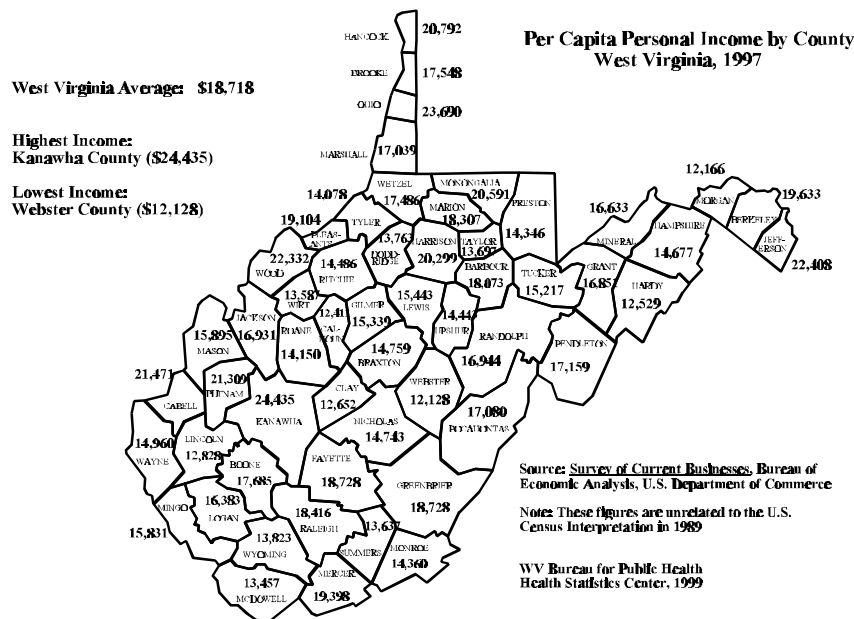 Per Capita Personal Income by County
West Virginia, 1997
West Virginia Average: $18,718
Highest Income:
Kanawha County ($24,435)
Lowest Income:
Webster County ($12,128)
HANCOCK
20,792
BROOKE
17,548
OHIO
23,690
MARSHALL
17,039
WETZEL
17,486
MONONGALIA
20,591
MARION
18,307
PRESTON
14,346
14,078
TYLER
19,104
PLEAS-
ANTS
13,763
DODD-
RIDGE
HARRISON
20,299
TAYLOR
13,697
BARBOUR
18,073
TUCKER
15,217
16,633
MINERAL
GRANT
HAMPSHIRE
14,677
12,166
MORGAN
19,633
BERKELEY
JEFF-
ERSON
22,408
HARDY
12,529
22,332
WOOD
14,486
RITCHIE
13,587
WIRT
CAL-
HOUN
GILMER
15,339
15,443
LEWIS
UPSHUR
RANDOLPH
16,944
PENDLETON
17,159
JACKSON
16,931
ROANE
14,150
14,759
BRAXTON
WEBSTER
12,128
15,895
MASON
21,471
CABELL
21,309
PUTNAM
24,435
KANAWHA
CLAY
12,652
NICHOLAS
14,743
17,080
POCAHONTAS
14,960
WAYNE
LINCOLN
12,828
BOONE
17,685
FAYETTE
18,728
GREENBRIER
18,728
MINGO
15,831
16,383
LOGAN
18,416
RALEIGH
13,637
SUMMERS
MONROE
14,360
13,823
WYOMING
13,457
MCDOWELL
MERCER
19,398
Source: Survey of Current Businesses, Bureau of
Economic Analysis, U.S. Department of Commerce
Note: These figures are unrelated to the U.S.
Census Interpretation in 1989
WV Bureau for Public Health
Health Statistics Center, 1999